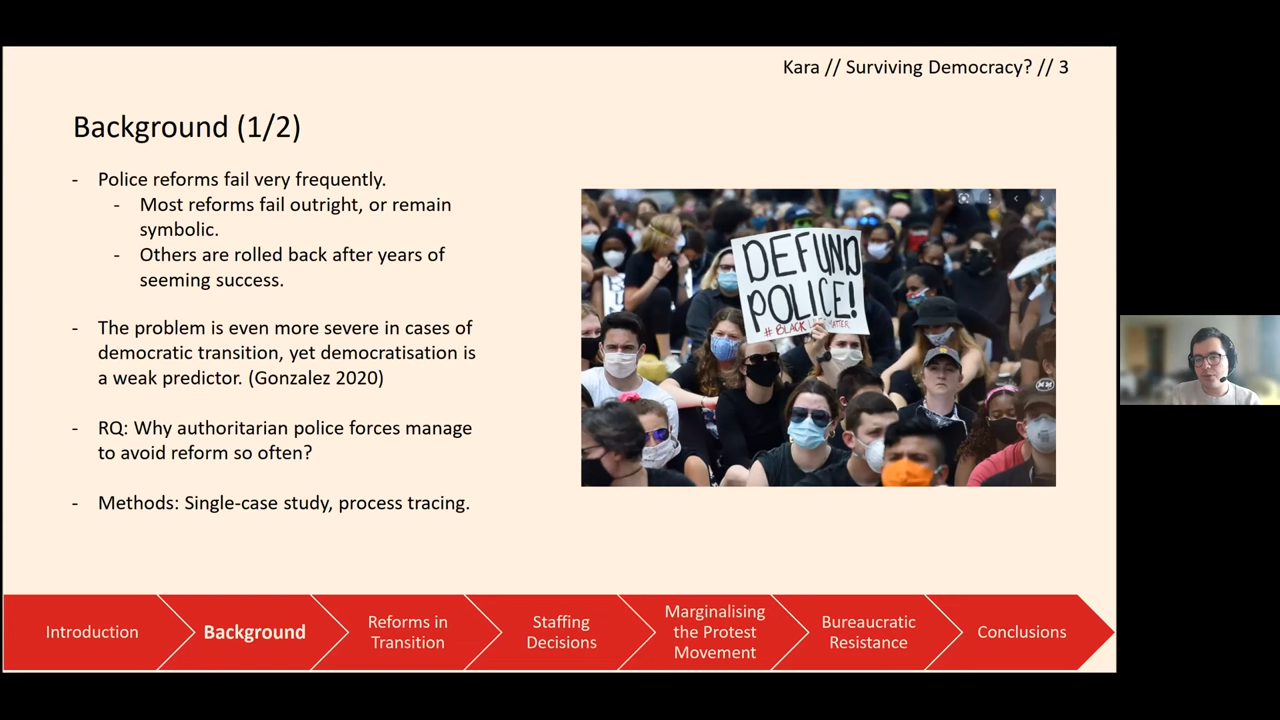 Kara // Surviving Democracy? // 3
Background (1/2)
- Police reforms fail very frequently.
- Most reforms fail outright, or remain
symbolic.
- Others are rolled back after years of
seeming success.
- The problem is even more severe in cases of
democratic transition, yet democratisation is
a weak predictor. (Gonzalez 2020)
- RQ: Why authoritarian police forces manage
to avoid reform so often?
- Methods: Single-case study, process tracing.
DEFUND
POLICE!
# BLACK LIVES MATTER
Introduction
Background
Reforms in
Transition
Staffing
Decisions
Marginalising
the Protest
Movement
Bureaucratic
Resistance
Conclusions